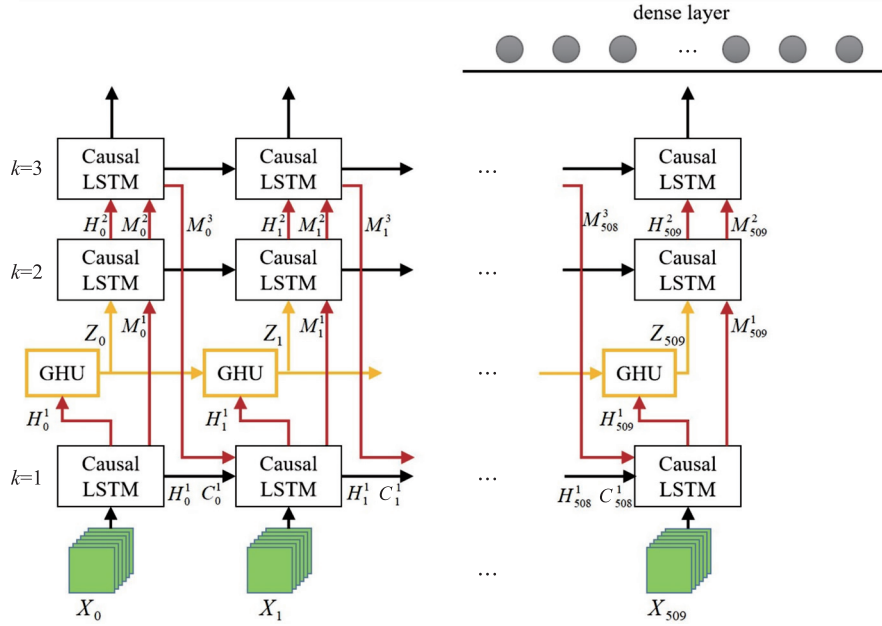 dense layer
...
k=3
Causal
LSTM
Causal
LSTM
...
Causal
LSTM
H_0^2
M_0^2
M_0^3
H_1^2
M_1^2
M_1^3
M_508^3
H_509^2
M_509^2
k=2
Causal
LSTM
Causal
LSTM
...
Causal
LSTM
Z_0
M_0^1
Z_1
M_1^1
Z_509
M_509^1
GHU
GHU
...
GHU
H_0^1
H_1^1
H_509^1
k=1
Causal
LSTM
Causal
LSTM
...
Causal
LSTM
H_0^1 C_0^1
H_1^1 C_1^1
H_508^1 C_508^1
...
X_0
X_1
X_509